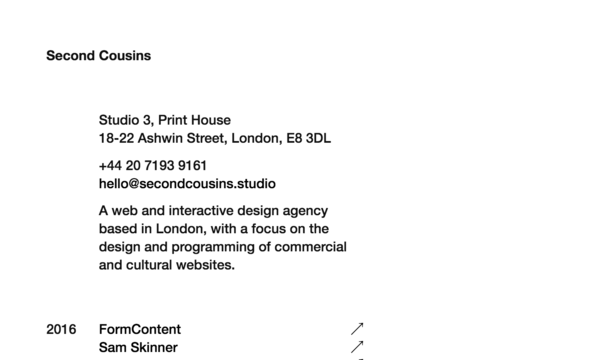 Second Cousins
Studio 3, Print House
18-22 Ashwin Street, London, E8 3DL
+44 20 7193 9161
hello@secondcousins.studio
A web and interactive design agency
based in London, with a focus on the
design and programming of commercial
and cultural websites.
2016 FormContent ↗
Sam Skinner ↗